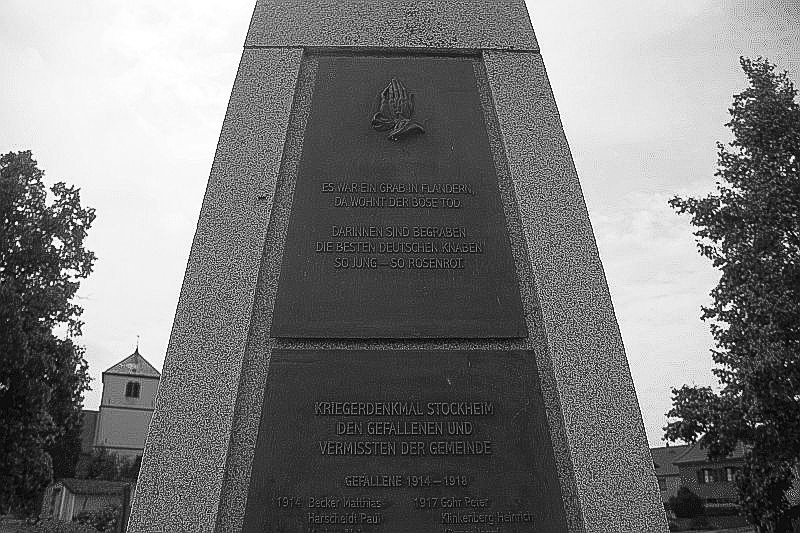 ES WAR EIN GRAB IN FLANDERN,
DA WOHNT DER BÖSE TOD.
DARINNEN SIND BEGRABEN
DIE BESTEN DEUTSCHEN KNABEN
SO JUNG — SO ROSENROT.
KRIEGERDENKMAL STOCKHEIM
DEN GEFALLENEN UND
VERMISSTEN DER GEMEINDE
GEFALLENE 1914 – 1918
1914 Becker Matthias 1917 Göhr Peter
Harscheidt Paul Klinkenberg Heinrich